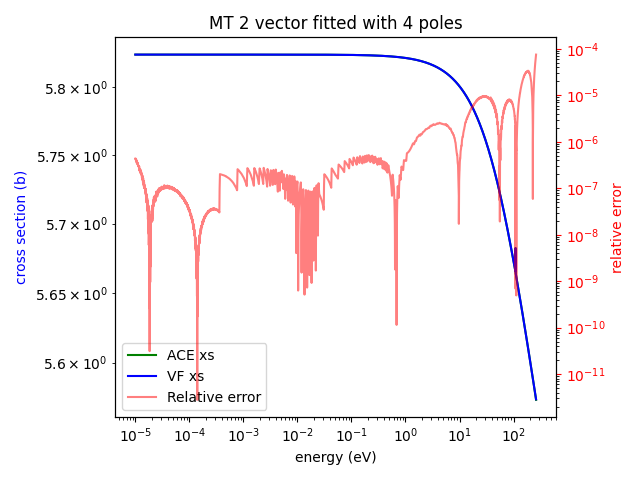 MT 2 vector fitted with 4 poles
cross section (b)
5.8 × 10⁰
5.75 × 10⁰
5.7 × 10⁰
5.65 × 10⁰
5.6 × 10⁰
10⁻⁴
10⁻⁵
10⁻⁶
10⁻⁷
10⁻⁸
10⁻⁹
10⁻¹⁰
10⁻¹¹
relative error
ACE xs
VF xs
Relative error
10⁻⁵ 10⁻⁴ 10⁻³ 10⁻² 10⁻¹ 10⁰ 10¹ 10²
energy (eV)